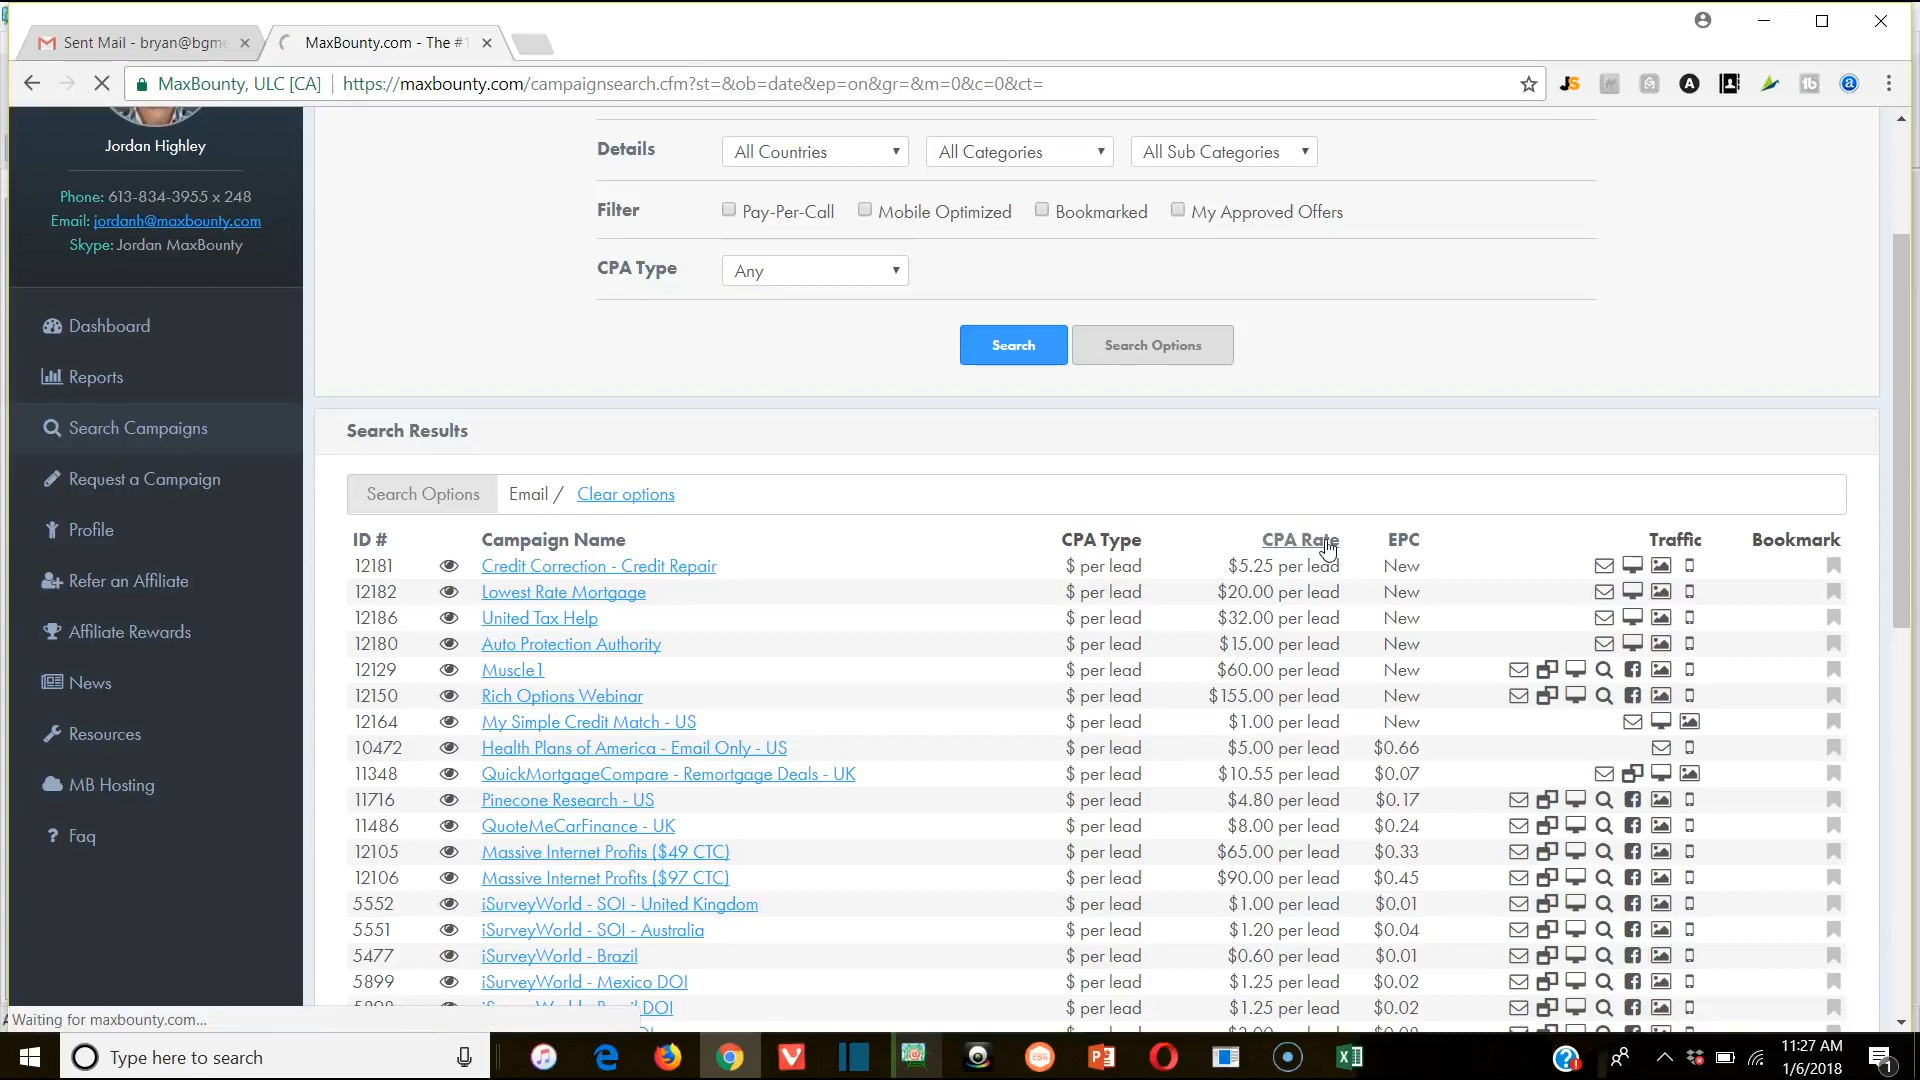 Sent Mail - bryan@bgme
MaxBounty.com - The #1
MaxBounty, ULC [CA] https://maxbounty.com/campaignsearch.cfm?st=&ob=date&ep=on&gr=&m=0&c=0&ct=
Jordan Highley
Phone: 613-834-3955 x 248
Email: jordanh@maxbounty.com
Skype: Jordan MaxBounty
Dashboard
Reports
Search Campaigns
Request a Campaign
Profile
Refer an Affiliate
Affiliate Rewards
News
Resources
MB Hosting
? Faq
Details All Countries All Categories All Sub Categories
Filter Pay-Per-Call Mobile Optimized Bookmarked My Approved Offers
CPA Type Any
Search Search Options
Search Results
Search Options Email / Clear options
ID # Campaign Name CPA Type CPA Rate EPC Traffic Bookmark
12181 Credit Correction - Credit Repair $ per lead $5.25 per lead New
12182 Lowest Rate Mortgage $ per lead $20.00 per lead New
12186 United Tax Help $ per lead $32.00 per lead New
12180 Auto Protection Authority $ per lead $15.00 per lead New
12129 Muscle1 $ per lead $60.00 per lead New
12150 Rich Options Webinar $ per lead $155.00 per lead New
12164 My Simple Credit Match - US $ per lead $1.00 per lead New
10472 Health Plans of America - Email Only - US $ per lead $5.00 per lead $0.66
11348 QuickMortgageCompare - Remortgage Deals - UK $ per lead $10.55 per lead $0.07
11716 Pinecone Research - US $ per lead $4.80 per lead $0.17
11486 QuoteMeCarFinance - UK $ per lead $8.00 per lead $0.24
12105 Massive Internet Profits ($49 CTC) $ per lead $65.00 per lead $0.33
12106 Massive Internet Profits ($97 CTC) $ per lead $90.00 per lead $0.45
5552 iSurveyWorld - SOI - United Kingdom $ per lead $1.00 per lead $0.01
5551 iSurveyWorld - SOI - Australia $ per lead $1.20 per lead $0.04
5477 iSurveyWorld - Brazil $ per lead $0.60 per lead $0.01
5899 iSurveyWorld - Mexico DOI $ per lead $1.25 per lead $0.02
DOI $ per lead $1.25 per lead $0.02
Waiting for maxbounty.com...
Type here to search
11:27 AM
1/6/2018
1